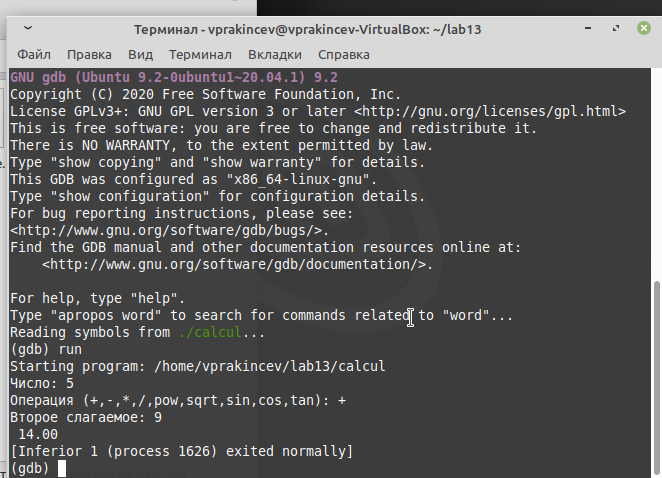 Терминал - vprakincev@vprakincev-VirtualBox: ~/lab13
Файл Правка Вид Терминал Вкладки Справка
GNU gdb (Ubuntu 9.2-0ubuntu1~20.04.1) 9.2
Copyright (C) 2020 Free Software Foundation, Inc.
License GPLv3+: GNU GPL version 3 or later <http://gnu.org/licenses/gpl.html>
This is free software: you are free to change and redistribute it.
There is NO WARRANTY, to the extent permitted by law.
Type "show copying" and "show warranty" for details.
This GDB was configured as "x86_64-linux-gnu".
Type "show configuration" for configuration details.
For bug reporting instructions, please see:
<http://www.gnu.org/software/gdb/bugs/>.
Find the GDB manual and other documentation resources online at:
    <http://www.gnu.org/software/gdb/documentation/>.

For help, type "help".
Type "apropos word" to search for commands related to "word"...
Reading symbols from ./calcul...
(gdb) run
Starting program: /home/vprakincev/lab13/calcul
Число: 5
Операция (+,-,*,/,pow,sqrt,sin,cos,tan): +
Второе слагаемое: 9
 14.00
[Inferior 1 (process 1626) exited normally]
(gdb)